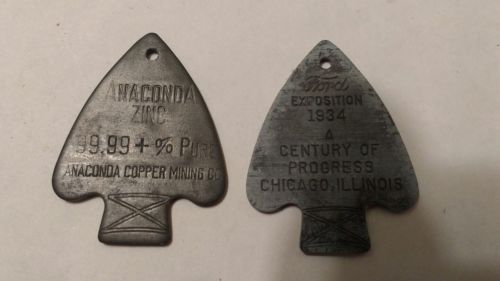 ANACONDA
ZINC
99.99+% PURE
ANACONDA COPPER MINING CO
Ford
EXPOSITION
1934
A
CENTURY OF
PROGRESS
CHICAGO, ILLINOIS